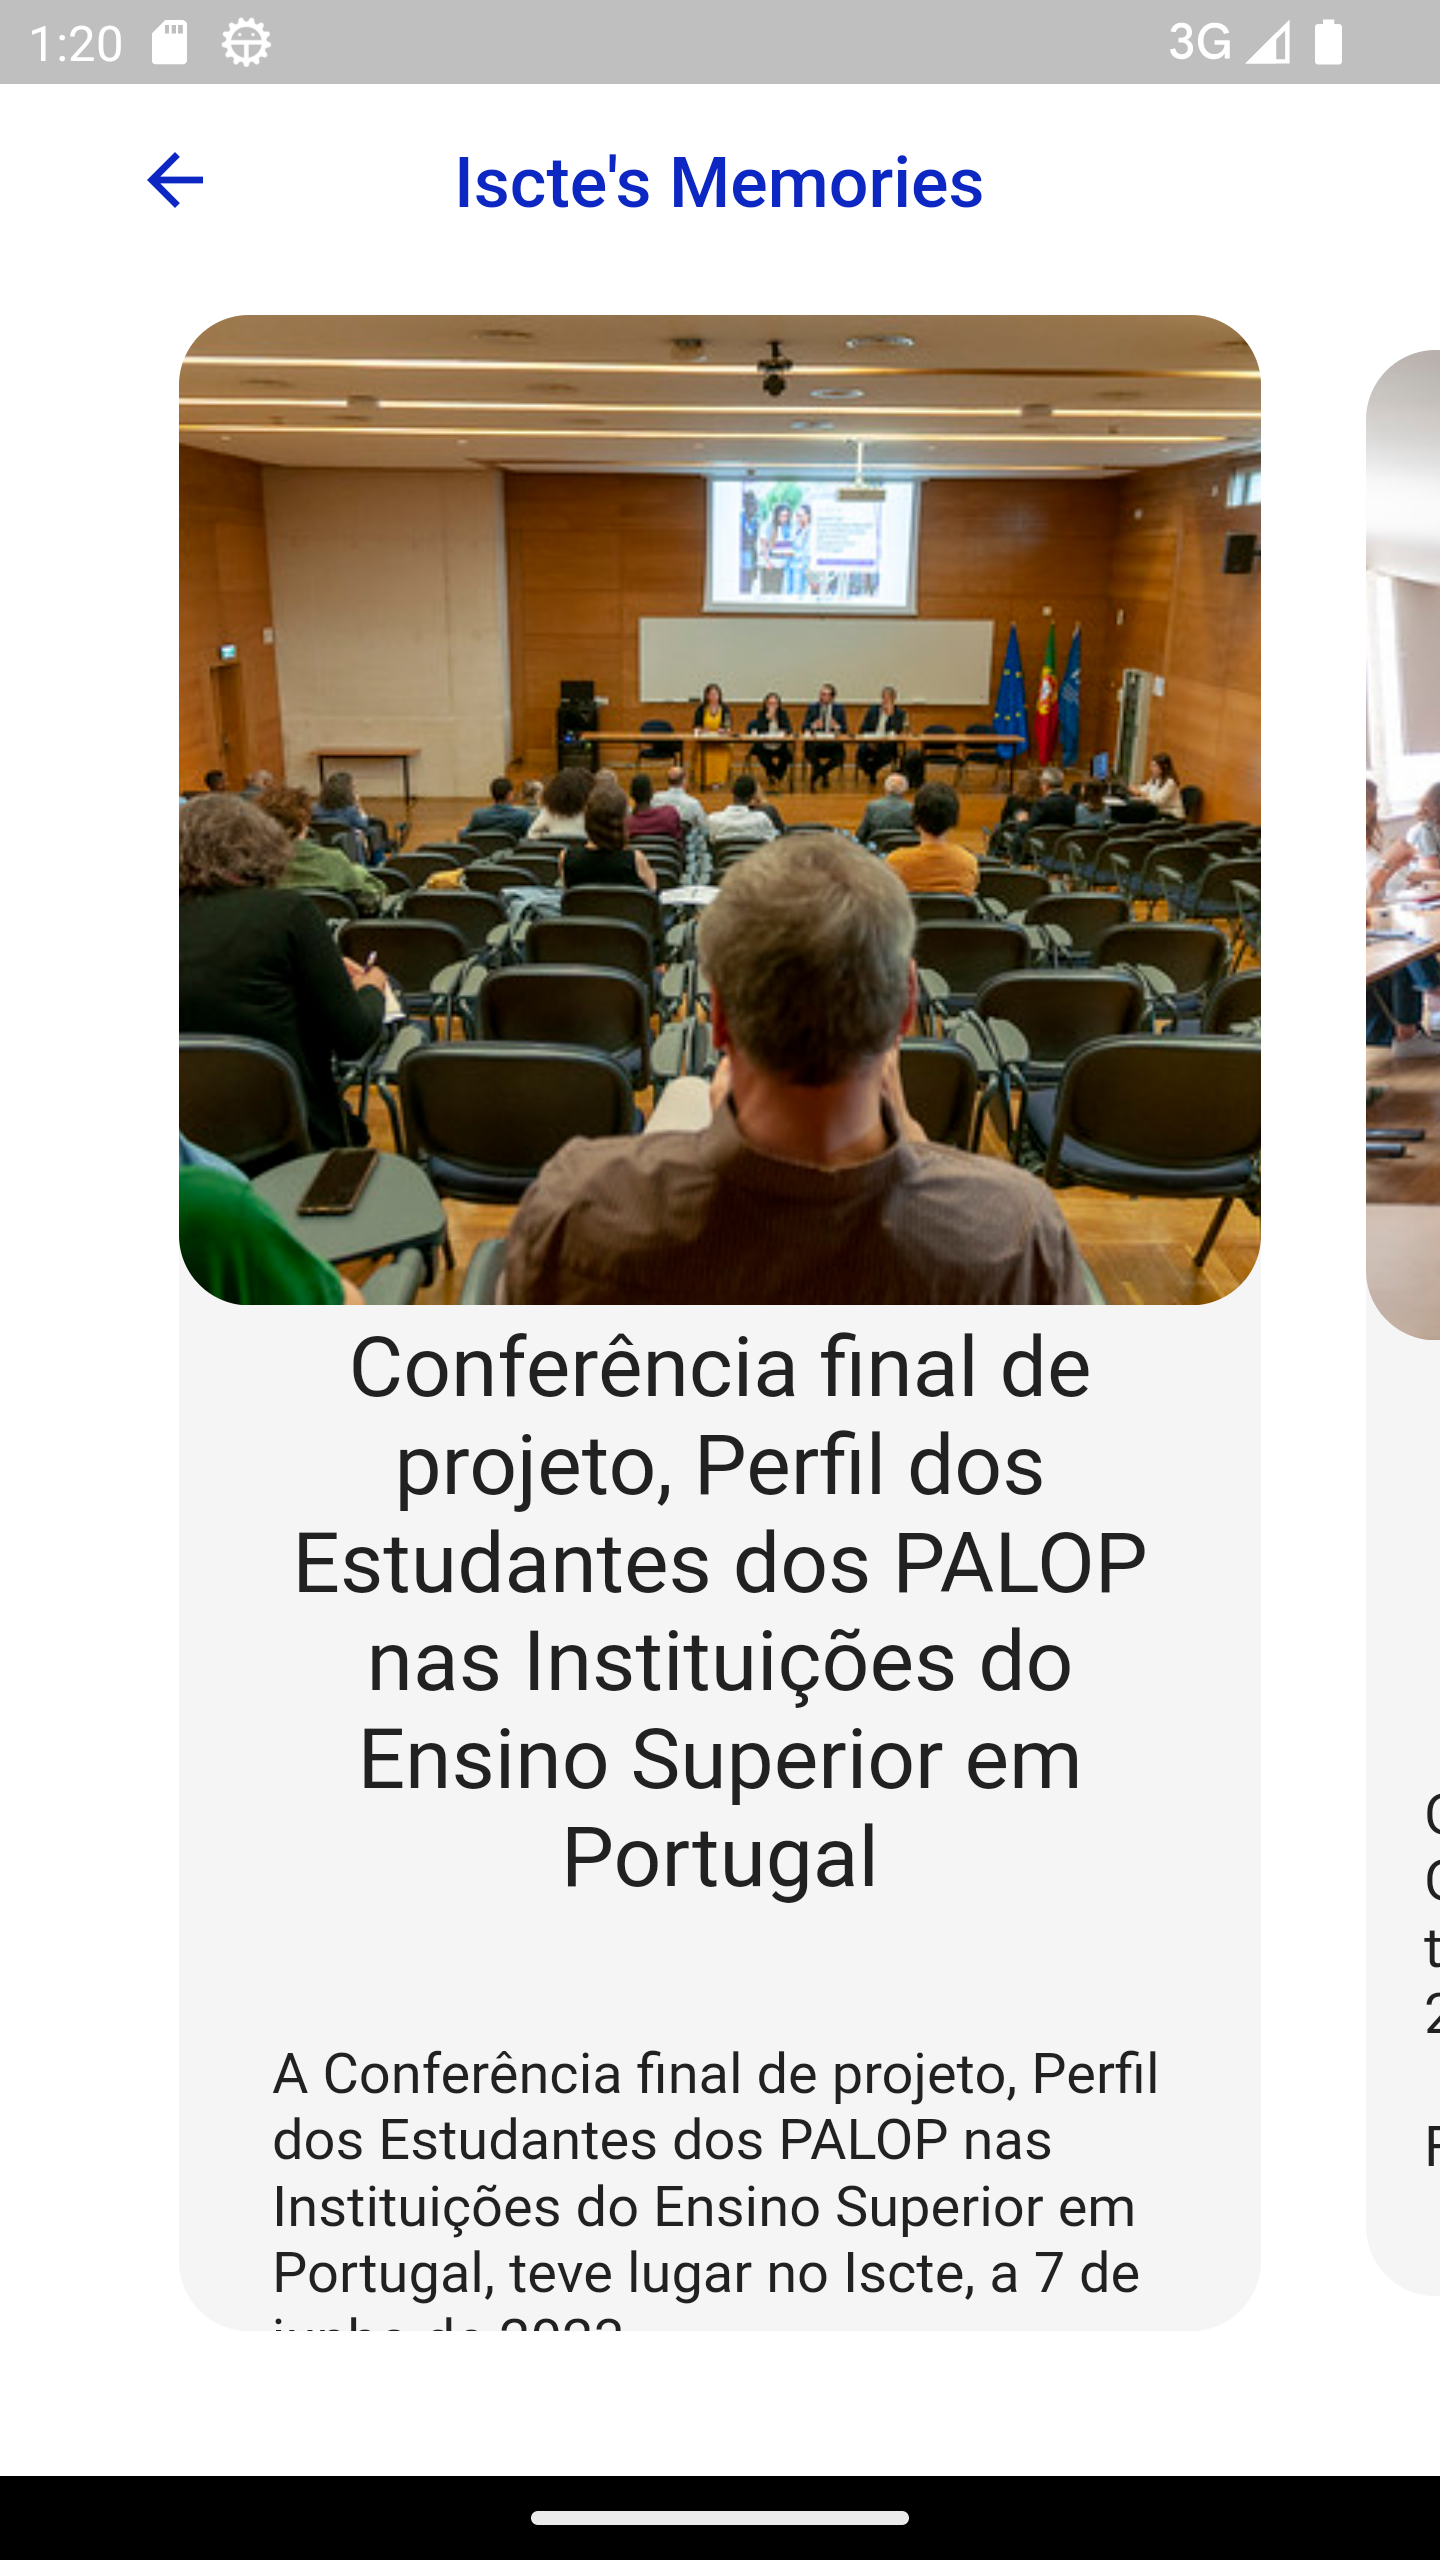 1:20
3G
Iscte's Memories
Conferência final de
projeto, Perfil dos
Estudantes dos PALOP
nas Instituições do
Ensino Superior em
Portugal
A Conferência final de projeto, Perfil
dos Estudantes dos PALOP nas
Instituições do Ensino Superior em
Portugal, teve lugar no Iscte, a 7 de